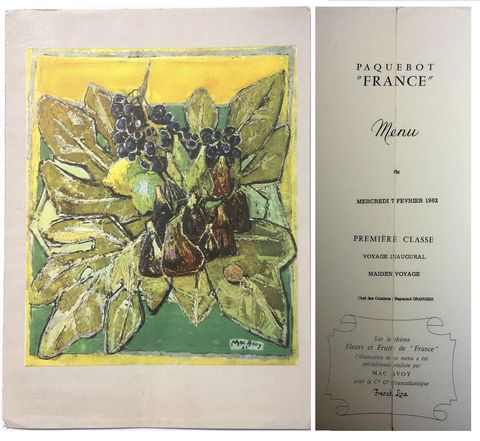 MAC AVOY
61
PAQUEBOT
"FRANCE"
Menu
du
MERCREDI 7 FEVRIER 1962
PREMIÈRE CLASSE
VOYAGE INAUGURAL
MAIDEN VOYAGE
Chef des Cuisines : Raymond GRANGIER
Sur le thème
Fleurs et Fruits de "France"
l'illustration de ce menu a été
spécialement réalisée par
MAC AVOY
pour la Cie Gle Transatlantique
French Line